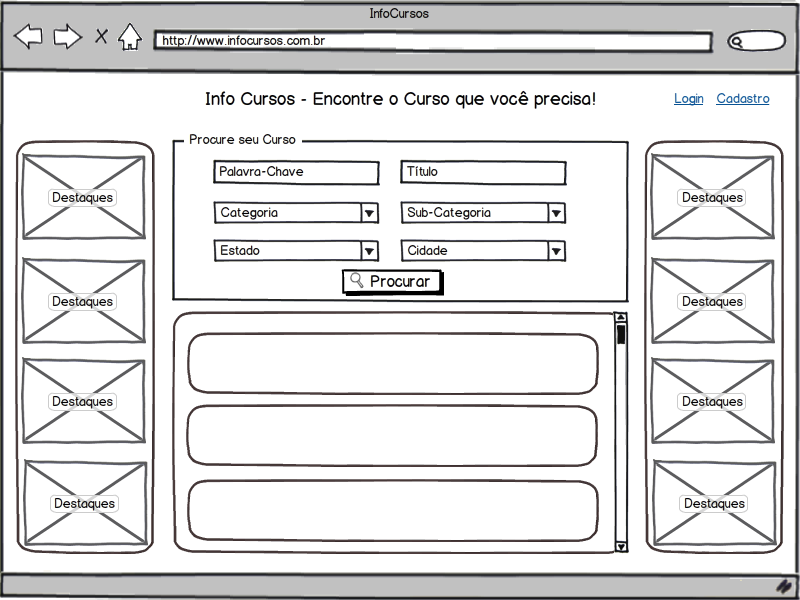 InfoCursos
http://www.infocursos.com.br
Info Cursos - Encontre o Curso que você precisa!
Login Cadastro
Procure seu Curso
Palavra-Chave Título
Categoria Sub-Categoria
Estado Cidade
Procurar
Destaques
Destaques
Destaques
Destaques
Destaques
Destaques
Destaques
Destaques